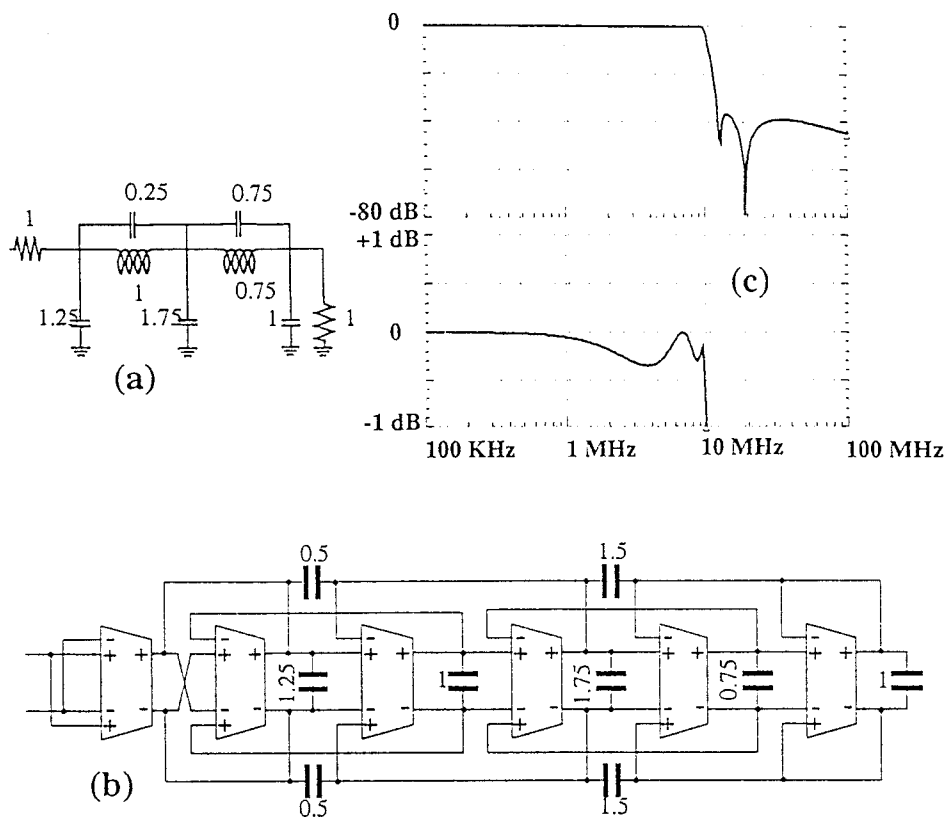 0
-80 dB
+1 dB
0
-1 dB
100 KHz 1 MHz 10 MHz 100 MHz
(c)
0.25 0.75
1
1 0.75
1.25 1.75 1 1
(a)
0.5 1.5
- + + - - + + - - + + - - + + - - + + - - + + -
1.25 1 1.75 0.75 1
+ - - + + - - + + - - +
0.5 1.5
(b)